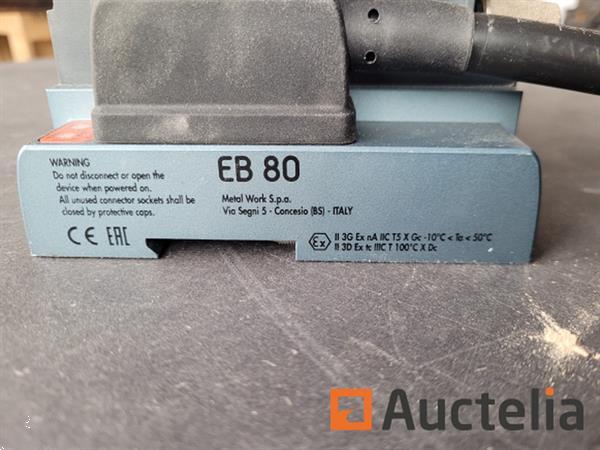 WARNING
Do not disconnect or open the
device when powered on.
All unused connector sockets shall be
closed by protective caps.
CE EAC
EB 80
Metal Work S.p.a.
Via Segni 5 - Concesio (BS) - ITALY
Ex II 3G Ex nA IIC T5 X Gc -10°C < Ta < 50°C
II 3D Ex tc IIIC T 100°C X Dc
Auctelia